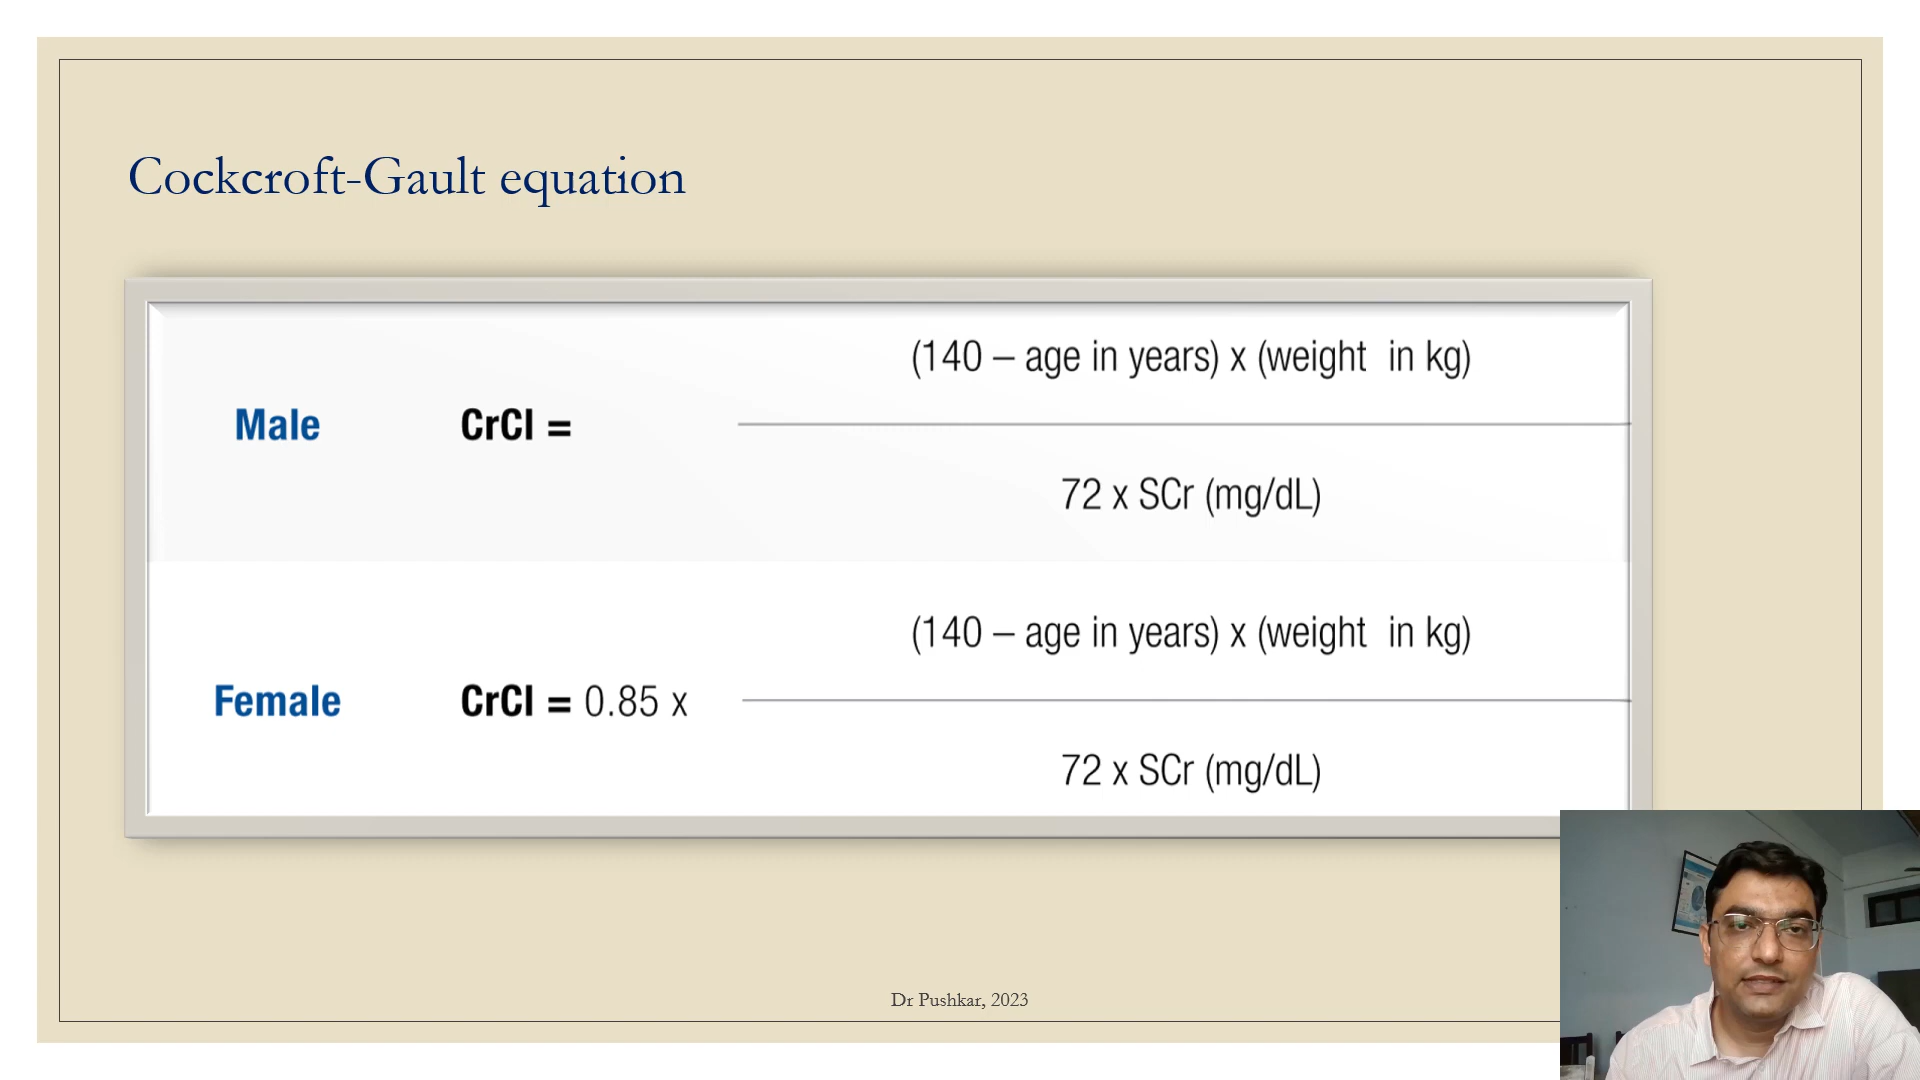 Cockcroft-Gault equation
(140 – age in years) x (weight in kg)
Male CrCl =
72 x SCr (mg/dL)
(140 – age in years) x (weight in kg)
Female CrCl = 0.85 x
72 x SCr (mg/dL)
Dr Pushkar, 2023